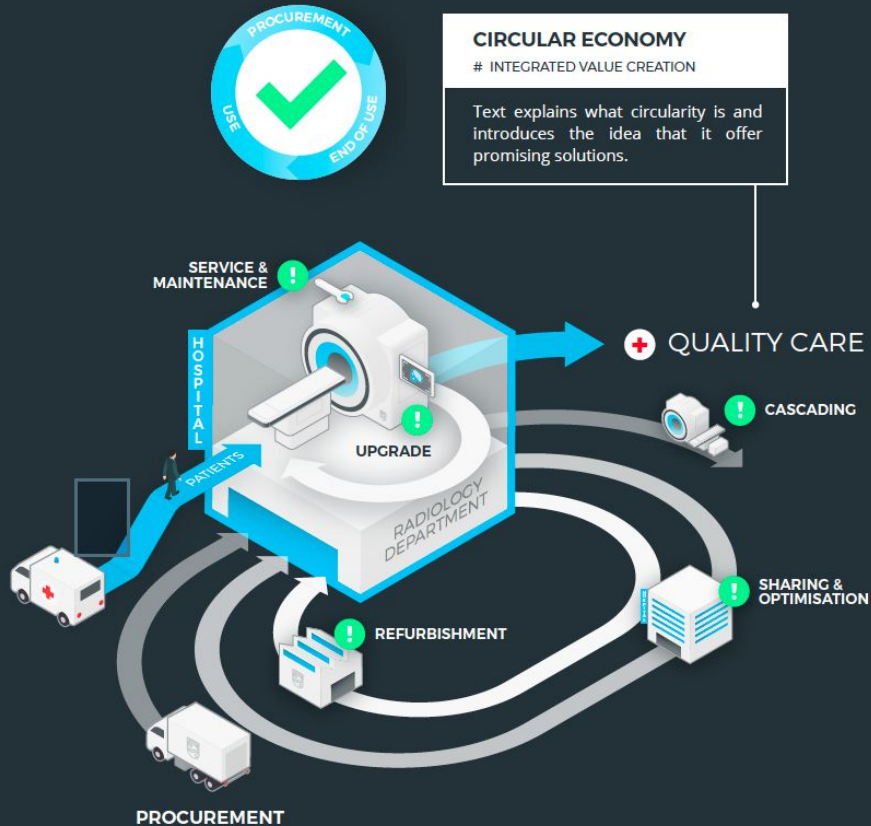 PROCUREMENT
USE
END OF USE
CIRCULAR ECONOMY
# INTEGRATED VALUE CREATION
Text explains what circularity is and
introduces the idea that it offer
promising solutions.
SERVICE &
MAINTENANCE
HOSPITAL
QUALITY CARE
CASCADING
UPGRADE
PATIENTS
RADIOLOGY
DEPARTMENT
SHARING &
OPTIMISATION
REFURBISHMENT
PROCUREMENT